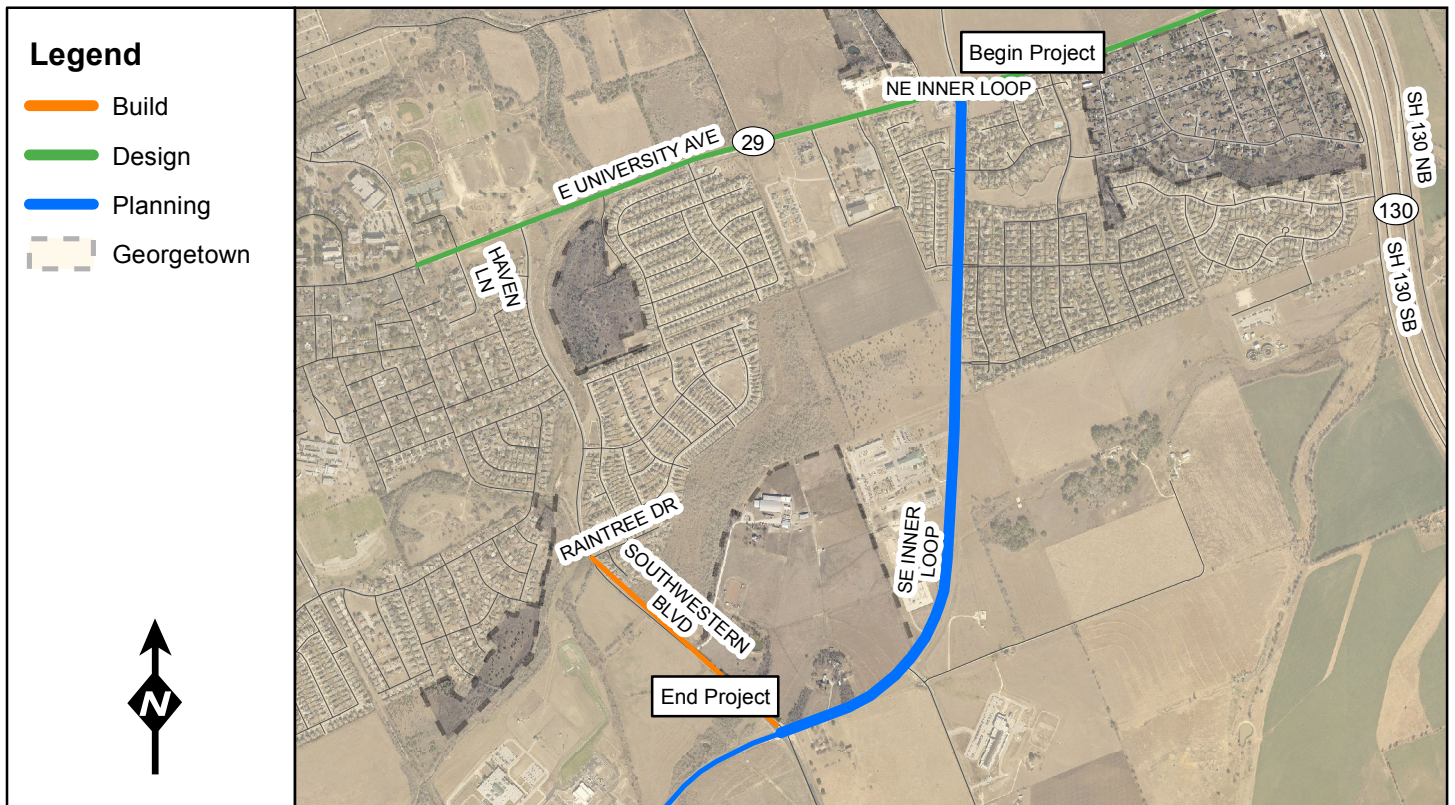 Legend
Build
Design
Planning
Georgetown
N
Begin Project
NE INNER LOOP
SH 130 NB
29
E UNIVERSITY AVE
130
HAVEN
LN
SH 130 SB
RAINTREE DR
SOUTHWESTERN
BLVD
SE INNER
LOOP
End Project